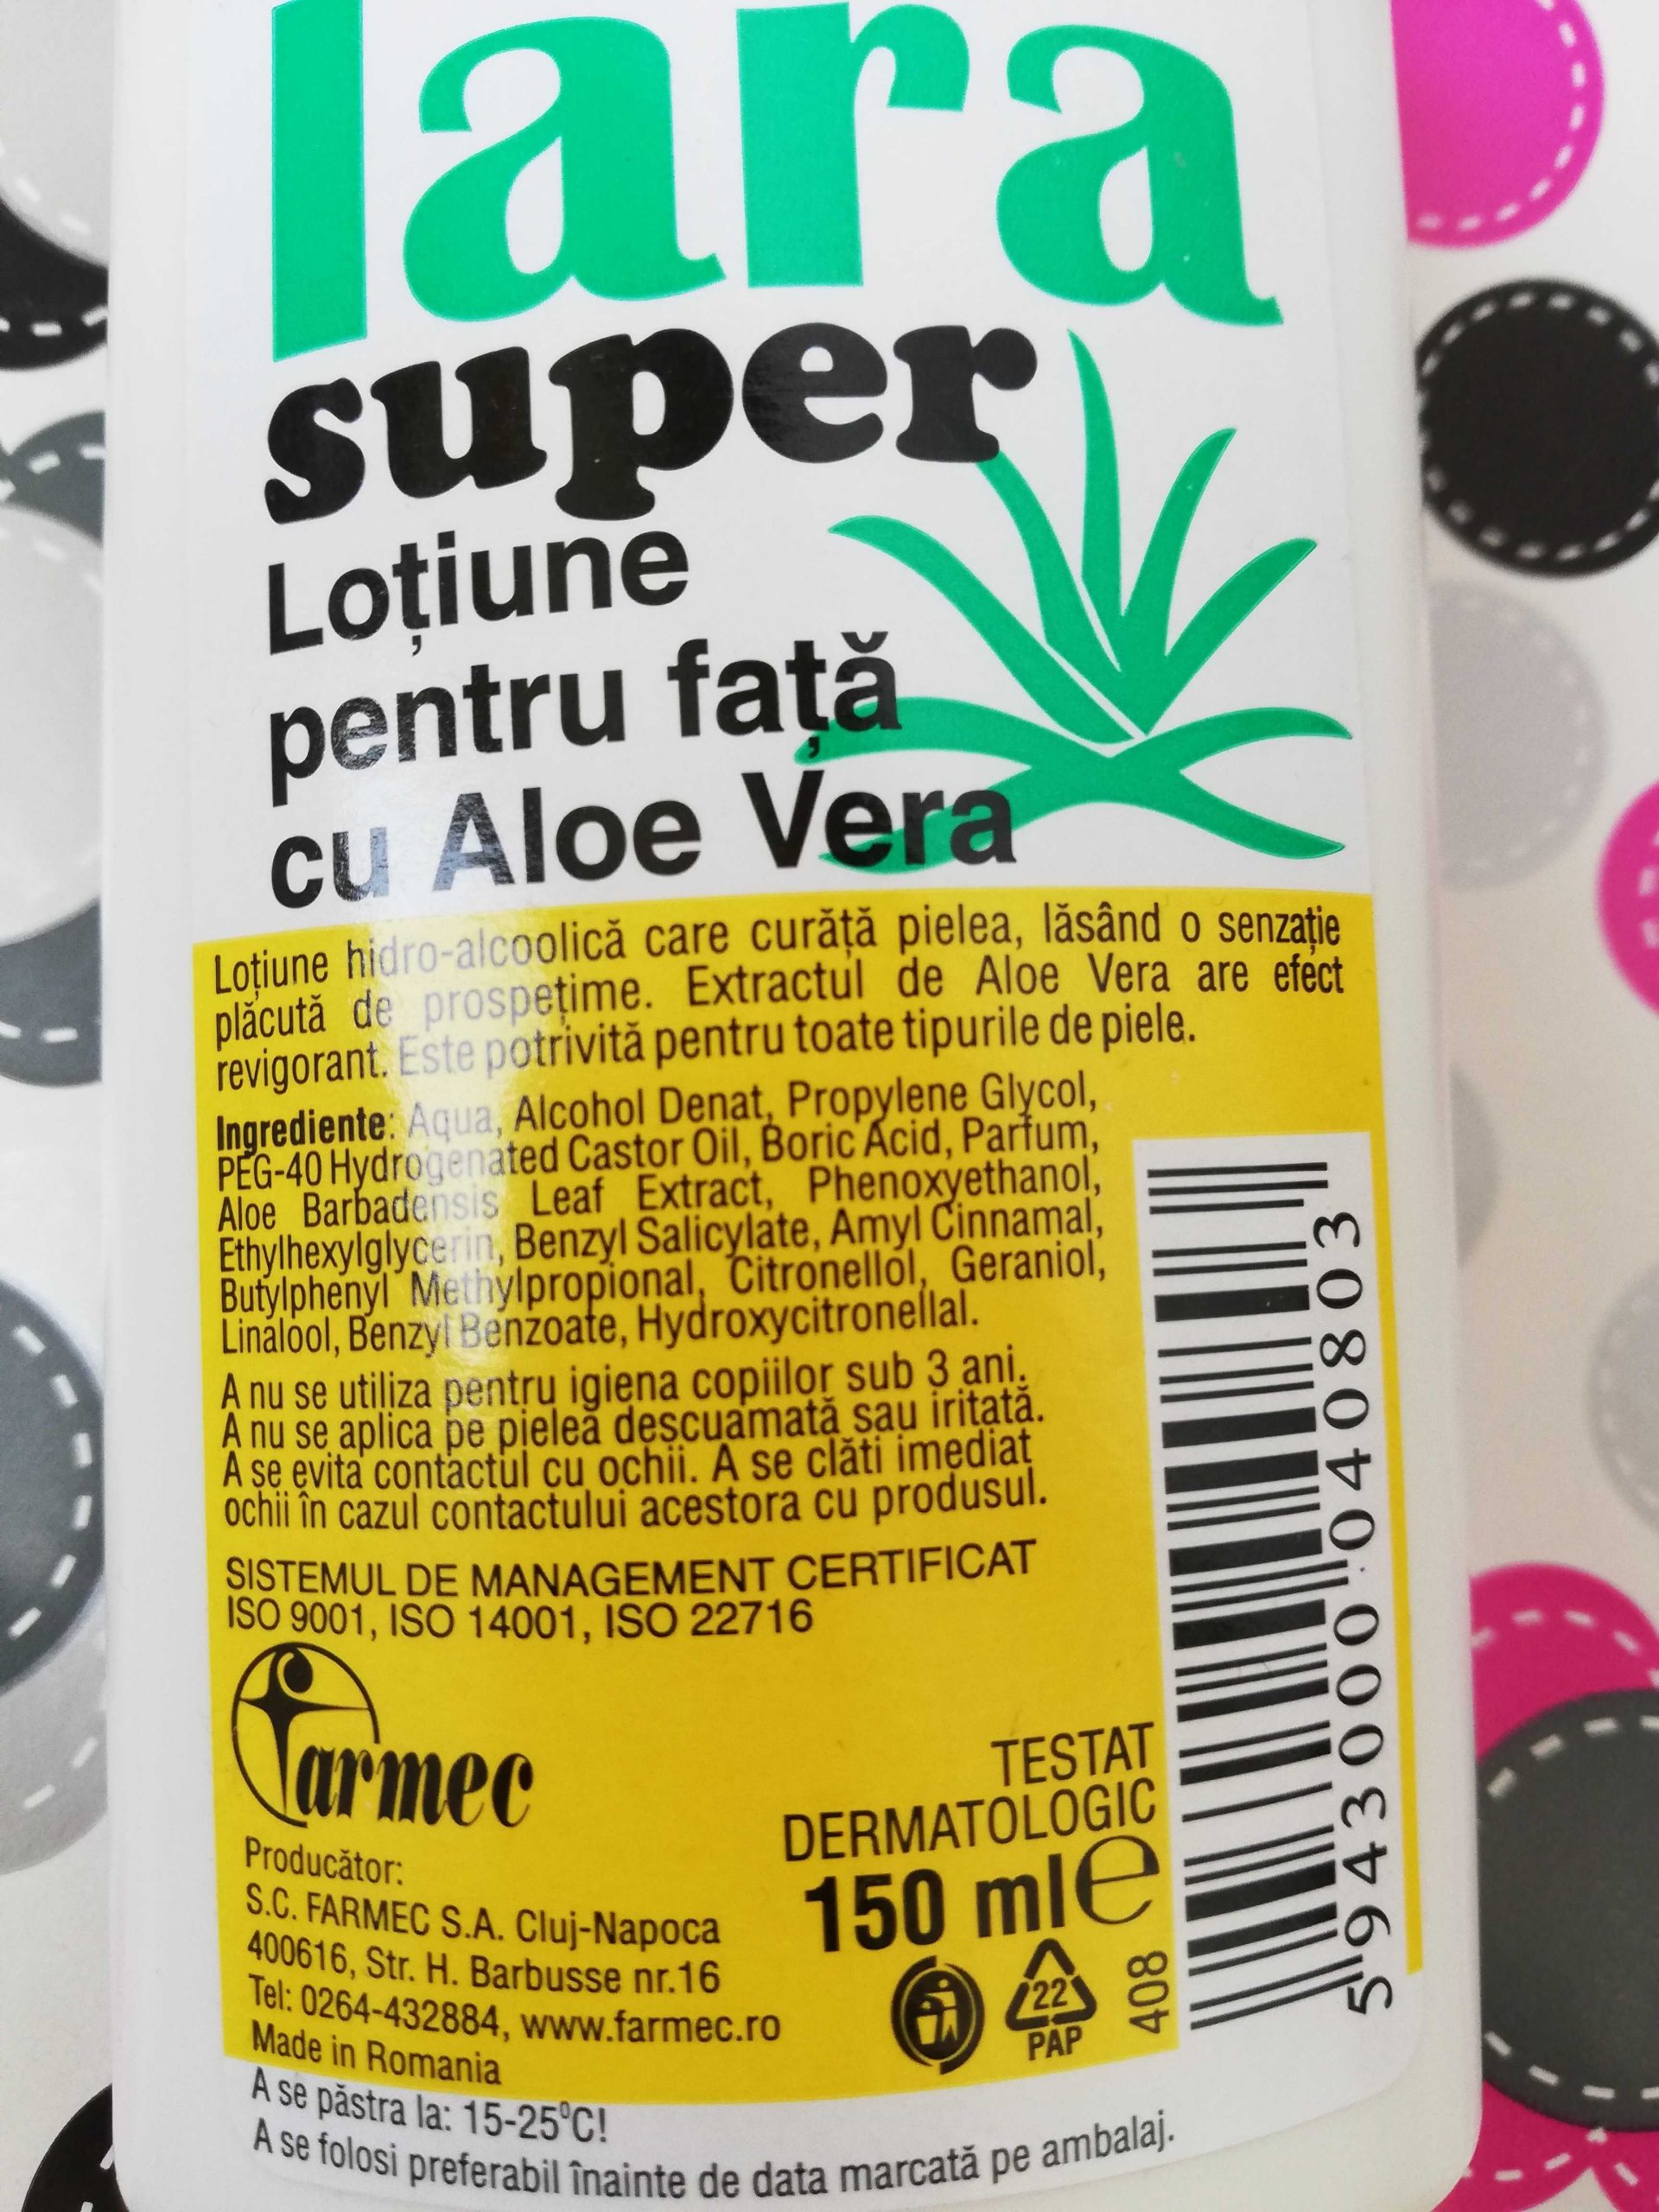 lara
super
Loțiune
pentru față
cu Aloe Vera
Loțiune hidro-alcoolică care curăță pielea, lăsând o senzație
plăcută de prospețime. Extractul de Aloe Vera are efect
revigorant. Este potrivită pentru toate tipurile de piele.
Ingrediente: Aqua, Alcohol Denat, Propylene Glycol,
PEG-40 Hydrogenated Castor Oil, Boric Acid, Parfum,
Aloe Barbadensis Leaf Extract, Phenoxyethanol,
Ethylhexylglycerin, Benzyl Salicylate, Amyl Cinnamal,
Butylphenyl Methylpropional, Citronellol, Geraniol,
Linalool, Benzyl Benzoate, Hydroxycitronellal.
A nu se utiliza pentru igiena copiilor sub 3 ani.
A nu se aplica pe pielea descuamată sau iritată.
A se evita contactul cu ochii. A se clăti imediat
ochii în cazul contactului acestora cu produsul.
SISTEMUL DE MANAGEMENT CERTIFICAT
ISO 9001, ISO 14001, ISO 22716
farmec
TESTAT
DERMATOLOGIC
150 ml e
Producător:
S.C. FARMEC S.A. Cluj-Napoca
400616, Str. H. Barbusse nr.16
Tel: 0264-432884, www.farmec.ro
Made in Romania
22
PAP
408
5943000040803
A se păstra la: 15-25°C!
A se folosi preferabil înainte de data marcată pe ambalaj.